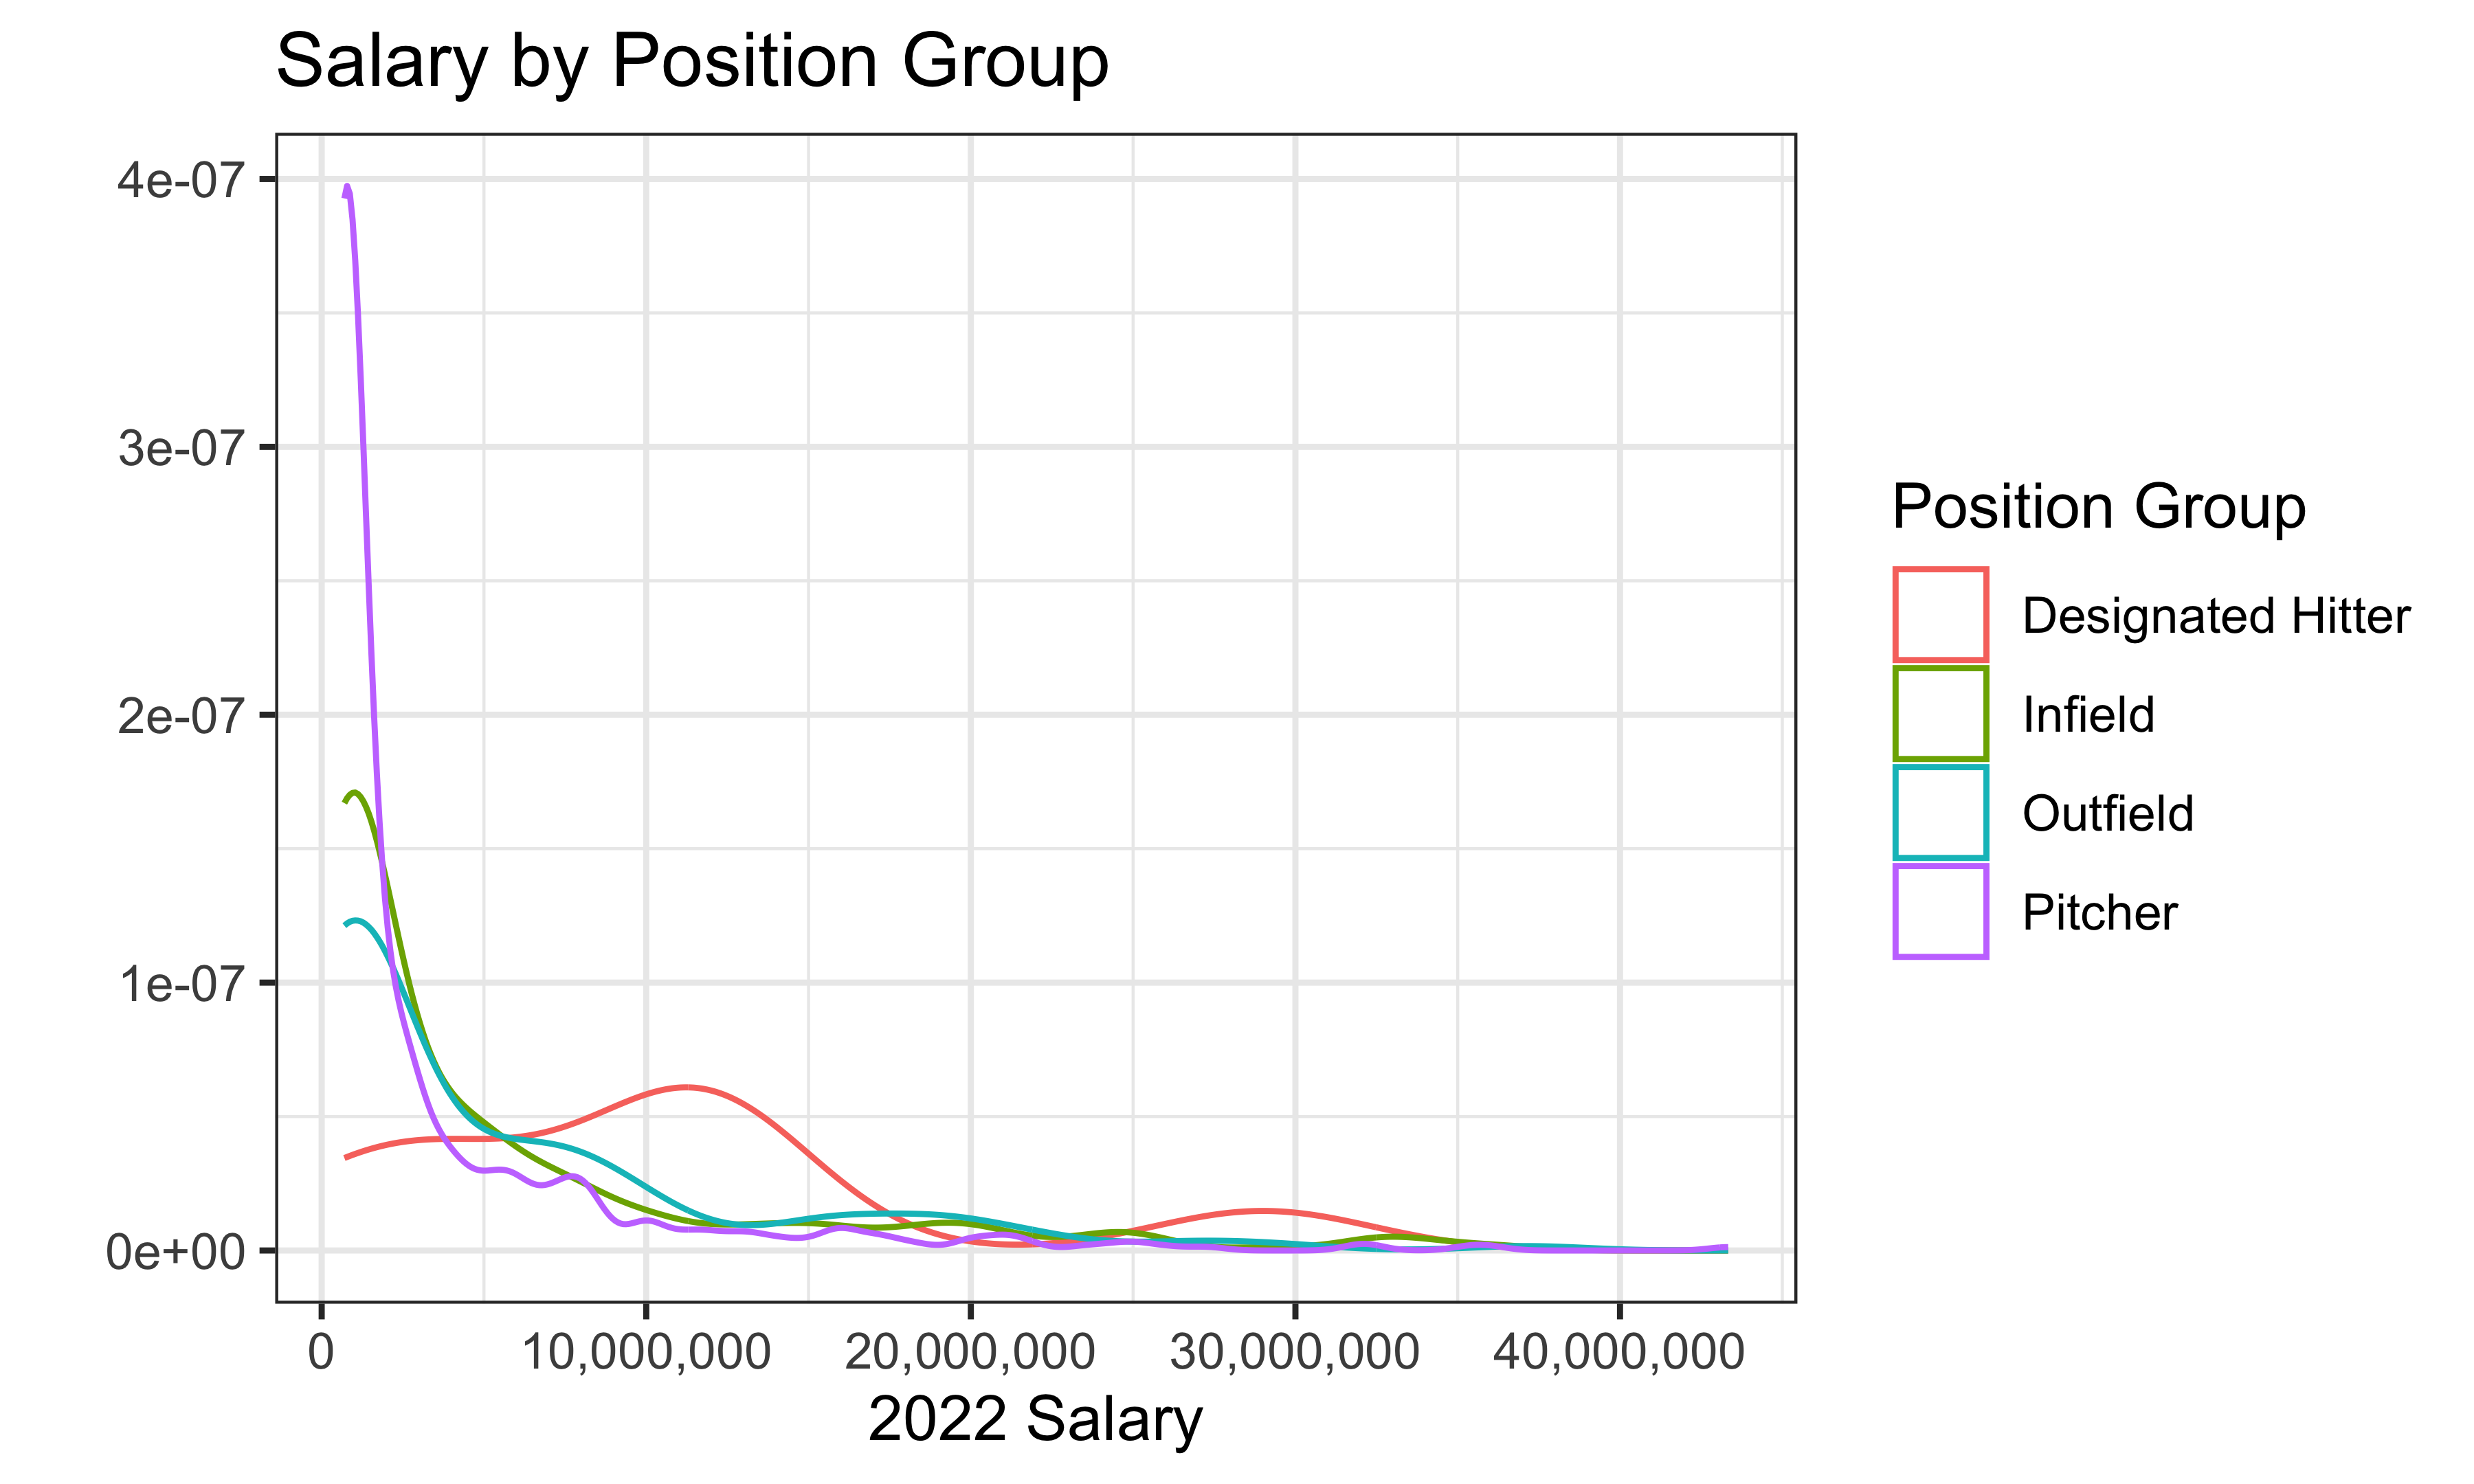 Salary by Position Group
4e-07
3e-07
2e-07
1e-07
0e+00
0 10,000,000 20,000,000 30,000,000 40,000,000
2022 Salary
Position Group
Designated Hitter
Infield
Outfield
Pitcher